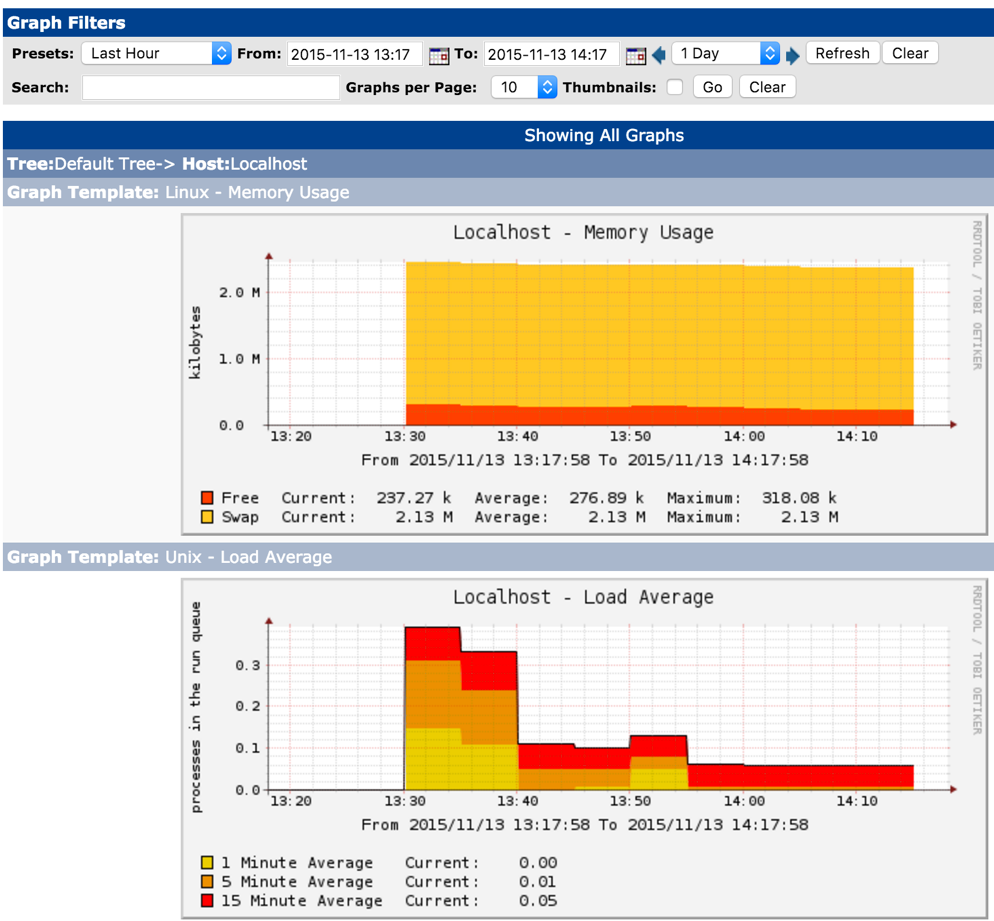 Graph Filters
Presets: Last Hour From: 2015-11-13 13:17 To: 2015-11-13 14:17 1 Day Refresh Clear
Search: Graphs per Page: 10 Thumbnails: Go Clear
Showing All Graphs
Tree:Default Tree-> Host:Localhost
Graph Template: Linux - Memory Usage
Localhost - Memory Usage
RRDTOOL / TOBI OETIKER
kilobytes
2.0 M
1.0 M
0.0
13:20 13:30 13:40 13:50 14:00 14:10
From 2015/11/13 13:17:58 To 2015/11/13 14:17:58
Free Current: 237.27 k Average: 276.89 k Maximum: 318.08 k
Swap Current: 2.13 M Average: 2.13 M Maximum: 2.13 M
Graph Template: Unix - Load Average
Localhost - Load Average
RRDTOOL / TOBI OETIKER
processes in the run queue
0.3
0.2
0.1
0.0
13:20 13:30 13:40 13:50 14:00 14:10
From 2015/11/13 13:17:58 To 2015/11/13 14:17:58
1 Minute Average Current: 0.00
5 Minute Average Current: 0.01
15 Minute Average Current: 0.05